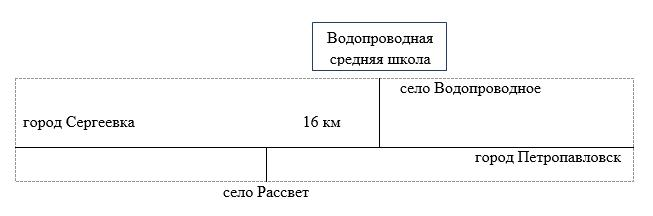 Водопроводная
средняя школа
село Водопроводное
город Сергеевка 16 км
город Петропавловск
село Рассвет